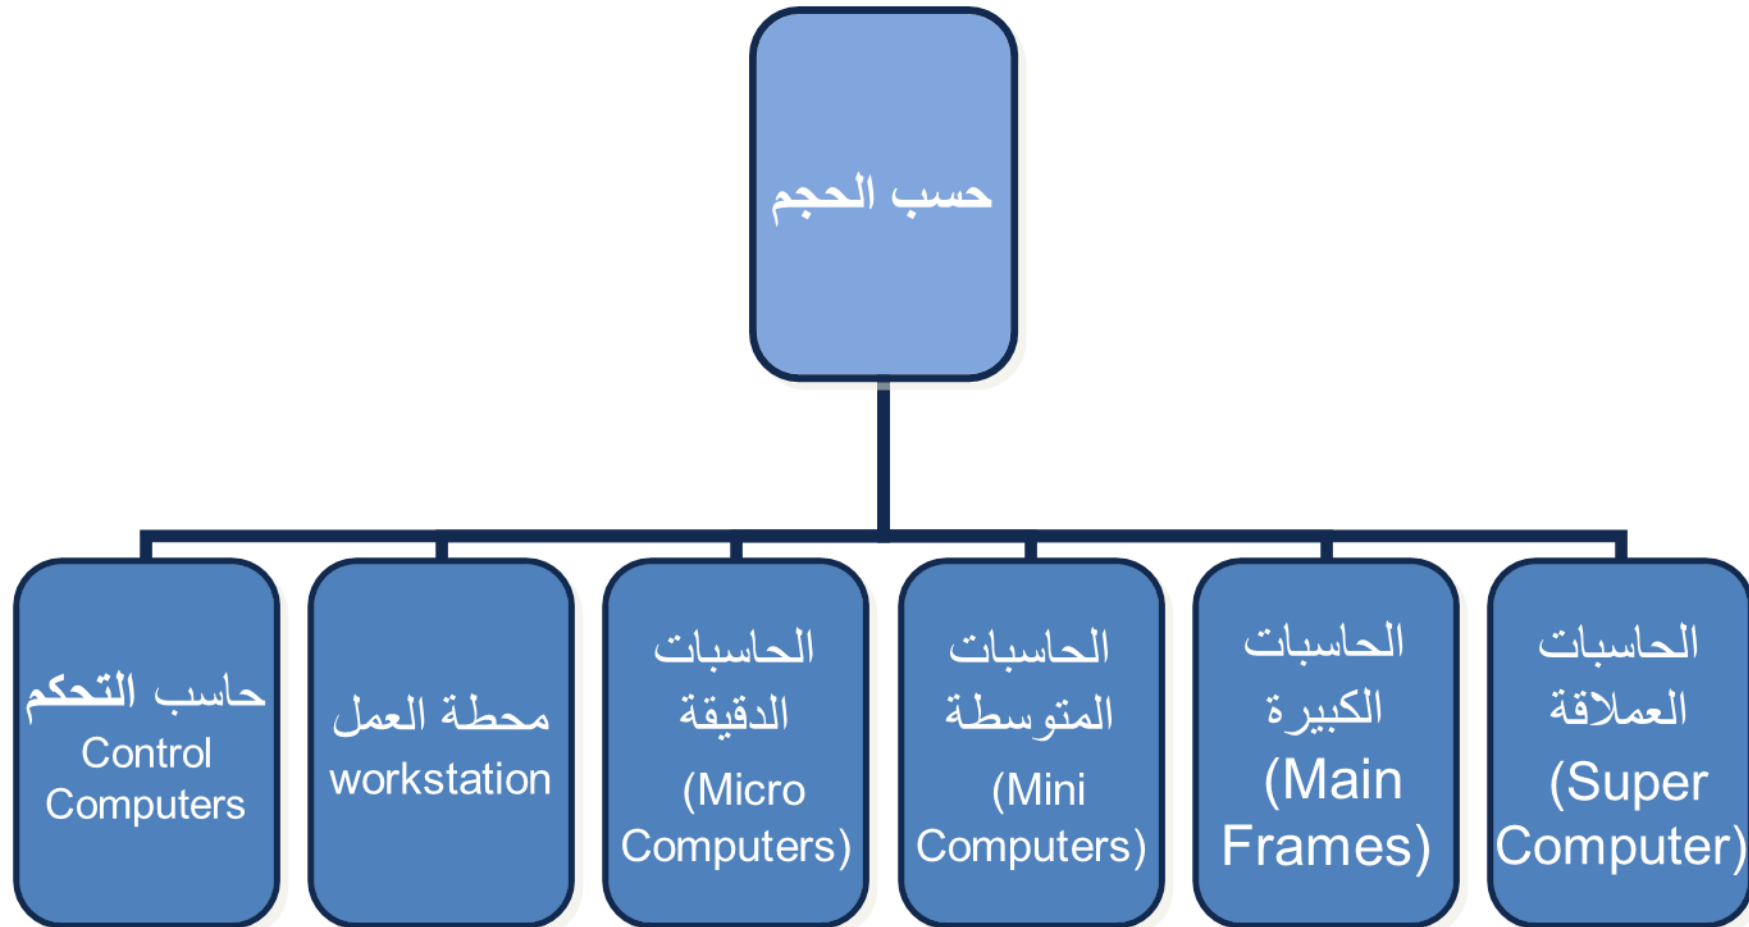 حسب الحجم
الحاسبات
العملاقة
(Super
Computer)
الحاسبات
الكبيرة
(Main
Frames)
الحاسبات
المتوسطة
(Mini
Computers)
الحاسبات
الدقيقة
(Micro
Computers)
محطة العمل
workstation
حاسب التحكم
Control
Computers